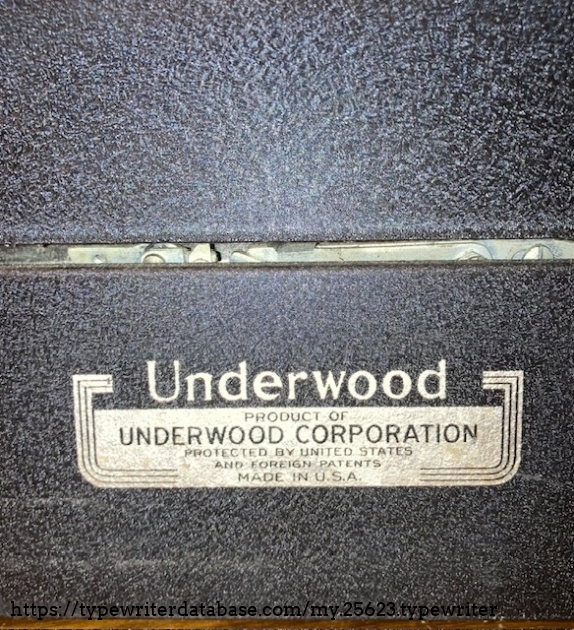 Underwood
PRODUCT OF
UNDERWOOD CORPORATION
PROTECTED BY UNITED STATES
AND FOREIGN PATENTS
MADE IN U.S.A.
https://typewriterdatabase.com/my.25623.typewriter